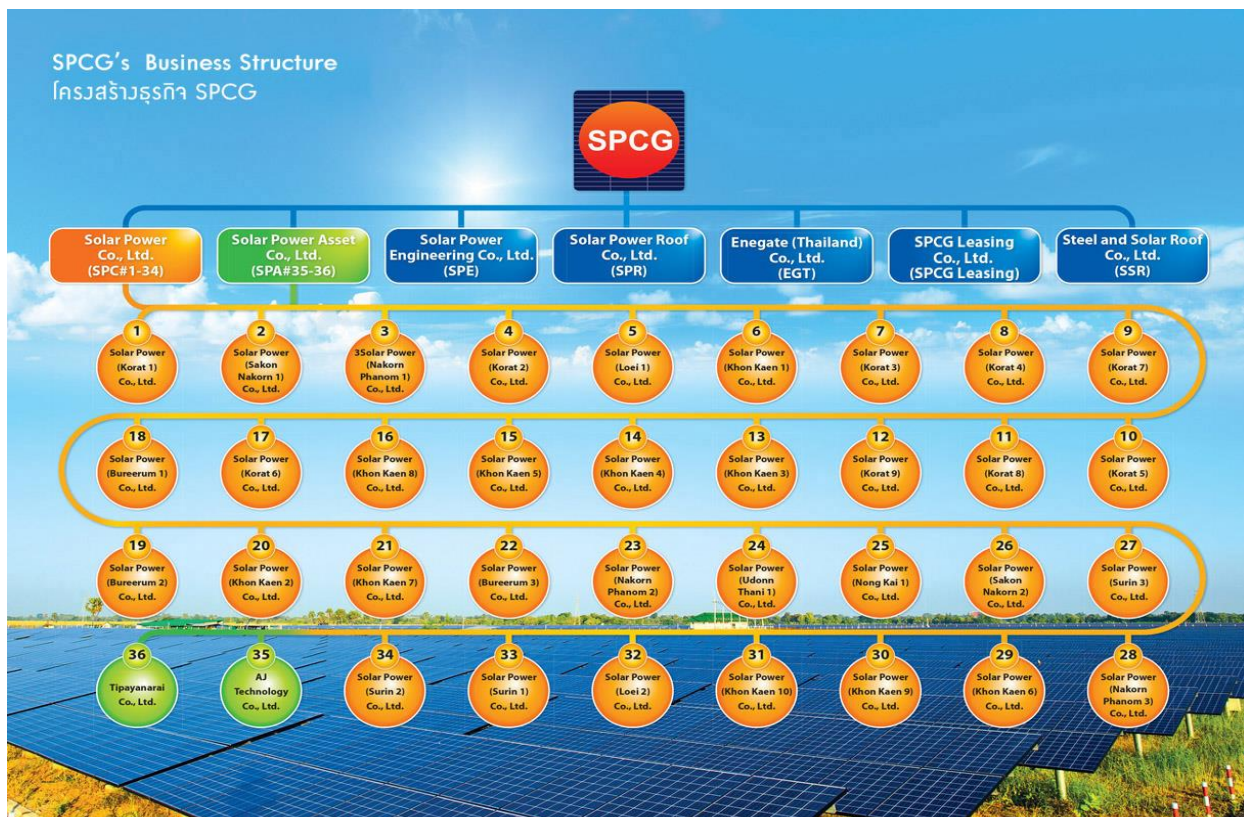 SPCG's Business Structure
โครงสร้างธุรกิจ SPCG
SPCG
Solar Power
Co., Ltd.
(SPC#1-34)
Solar Power Asset
Co., Ltd.
(SPA#35-36)
Solar Power
Engineering Co., Ltd.
(SPE)
Solar Power Roof
Co., Ltd.
(SPR)
Enegate (Thailand)
Co., Ltd.
(EGT)
SPCG Leasing
Co., Ltd.
(SPCG Leasing)
Steel and Solar Roof
Co., Ltd.
(SSR)
1
Solar Power
(Korat 1)
Co., Ltd.
2
Solar Power
(Sakon
Nakorn 1)
Co., Ltd.
3
3Solar Power
(Nakorn
Phanom 1)
Co., Ltd.
4
Solar Power
(Korat 2)
Co., Ltd.
5
Solar Power
(Loei 1)
Co., Ltd.
6
Solar Power
(Khon Kaen 1)
Co., Ltd.
7
Solar Power
(Korat 3)
Co., Ltd.
8
Solar Power
(Korat 4)
Co., Ltd.
9
Solar Power
(Korat 7)
Co., Ltd.
18
Solar Power
(Bureerum 1)
Co., Ltd.
17
Solar Power
(Korat 6)
Co., Ltd.
16
Solar Power
(Khon Kaen 8)
Co., Ltd.
15
Solar Power
(Khon Kaen 5)
Co., Ltd.
14
Solar Power
(Khon Kaen 4)
Co., Ltd.
13
Solar Power
(Khon Kaen 3)
Co., Ltd.
12
Solar Power
(Korat 9)
Co., Ltd.
11
Solar Power
(Korat 8)
Co., Ltd.
10
Solar Power
(Korat 5)
Co., Ltd.
19
Solar Power
(Bureerum 2)
Co., Ltd.
20
Solar Power
(Khon Kaen 2)
Co., Ltd.
21
Solar Power
(Khon Kaen 7)
Co., Ltd.
22
Solar Power
(Bureerum 3)
Co., Ltd.
23
Solar Power
(Nakorn
Phanom 2)
Co., Ltd.
24
Solar Power
(Udonn
Thani 1)
Co., Ltd.
25
Solar Power
(Nong Kai 1)
Co., Ltd.
26
Solar Power
(Sakon
Nakorn 2)
Co., Ltd.
27
Solar Power
(Surin 3)
Co., Ltd.
36
Tipayanarai
Co., Ltd.
35
AJ
Technology
Co., Ltd.
34
Solar Power
(Surin 2)
Co., Ltd.
33
Solar Power
(Surin 1)
Co., Ltd.
32
Solar Power
(Loei 2)
Co., Ltd.
31
Solar Power
(Khon Kaen 10)
Co., Ltd.
30
Solar Power
(Khon Kaen 9)
Co., Ltd.
29
Solar Power
(Khon Kaen 6)
Co., Ltd.
28
Solar Power
(Nakorn
Phanom 3)
Co., Ltd.